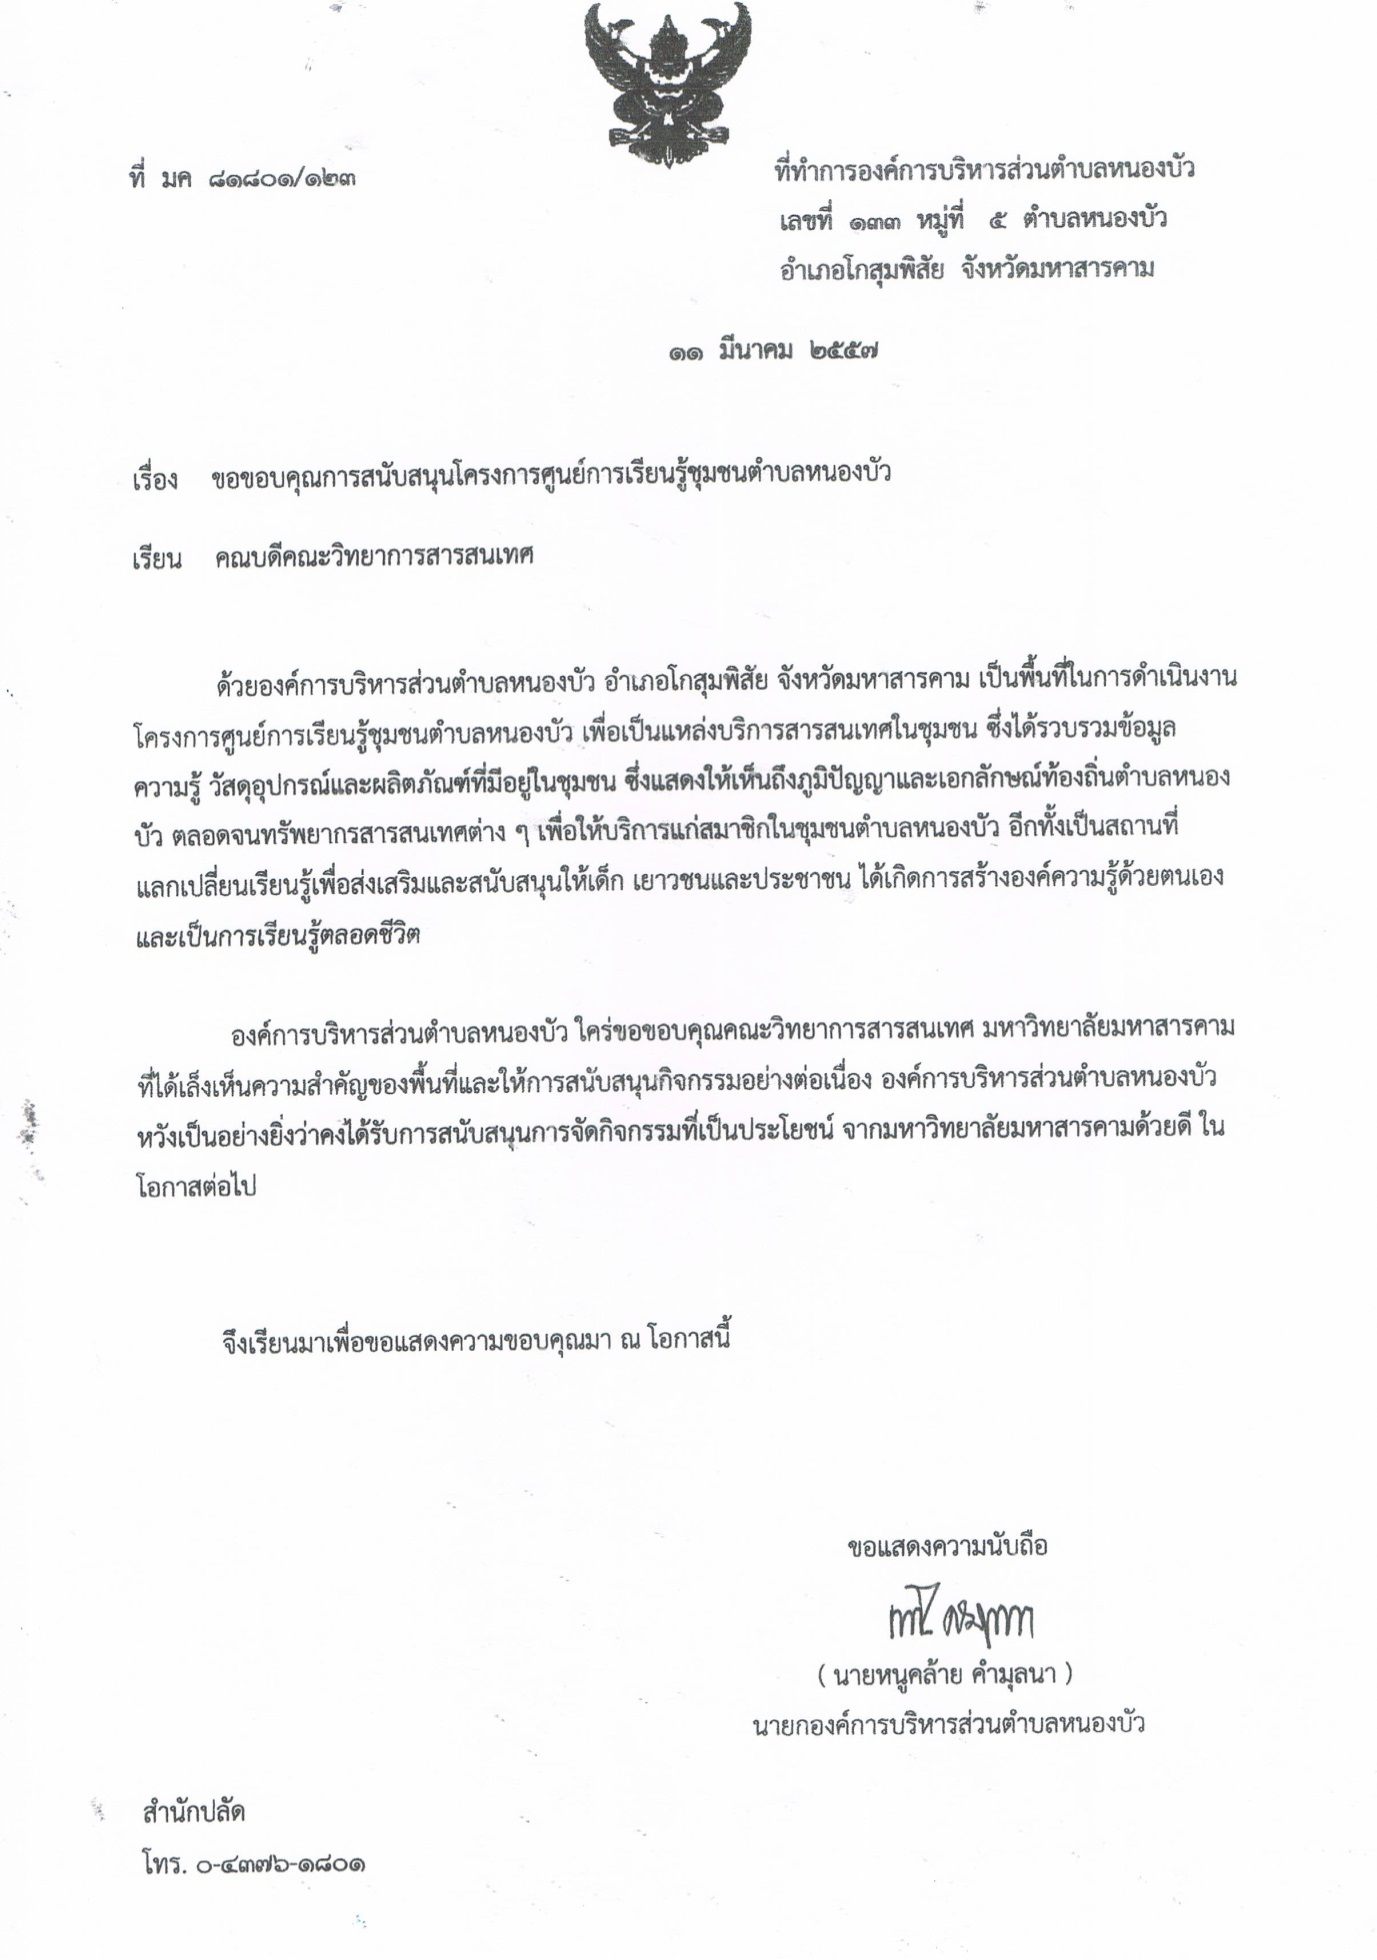 ที่ มค ๘๑๘๐๑/๑๒๓
ที่ทำการองค์การบริหารส่วนตำบลหนองบัว
เลขที่ ๑๓๓ หมู่ที่ ๕ ตำบลหนองบัว
อำเภอโกสุมพิสัย จังหวัดมหาสารคาม
๑๑ มีนาคม ๒๕๕๗
เรื่อง ขอขอบคุณการสนับสนุนโครงการศูนย์การเรียนรู้ชุมชนตำบลหนองบัว
เรียน คณบดีคณะวิทยาการสารสนเทศ
ด้วยองค์การบริหารส่วนตำบลหนองบัว อำเภอโกสุมพิสัย จังหวัดมหาสารคาม เป็นพื้นที่ในการดำเนินงาน
โครงการศูนย์การเรียนรู้ชุมชนตำบลหนองบัว เพื่อเป็นแหล่งบริการสารสนเทศในชุมชน ซึ่งได้รวบรวมข้อมูล
ความรู้ วัสดุอุปกรณ์และผลิตภัณฑ์ที่มีอยู่ในชุมชน ซึ่งแสดงให้เห็นถึงภูมิปัญญาและเอกลักษณ์ท้องถิ่นตำบลหนอง
บัว ตลอดจนทรัพยากรสารสนเทศต่าง ๆ เพื่อให้บริการแก่สมาชิกในชุมชนตำบลหนองบัว อีกทั้งเป็นสถานที่
แลกเปลี่ยนเรียนรู้เพื่อส่งเสริมและสนับสนุนให้เด็ก เยาวชนและประชาชน ได้เกิดการสร้างองค์ความรู้ด้วยตนเอง
และเป็นการเรียนรู้ตลอดชีวิต
องค์การบริหารส่วนตำบลหนองบัว ใคร่ขอขอบคุณคณะวิทยาการสารสนเทศ มหาวิทยาลัยมหาสารคาม
ที่ได้เล็งเห็นความสำคัญของพื้นที่และให้การสนับสนุนกิจกรรมอย่างต่อเนื่อง องค์การบริหารส่วนตำบลหนองบัว
หวังเป็นอย่างยิ่งว่าคงได้รับการสนับสนุนการจัดกิจกรรมที่เป็นประโยชน์ จากมหาวิทยาลัยมหาสารคามด้วยดี ใน
โอกาสต่อไป
จึงเรียนมาเพื่อขอแสดงความขอบคุณมา ณ โอกาสนี้
ขอแสดงความนับถือ
( นายหนูคล้าย คำมุลนา )
นายกองค์การบริหารส่วนตำบลหนองบัว
สำนักปลัด
โทร. ๐-๔๓๗๖-๑๘๐๑